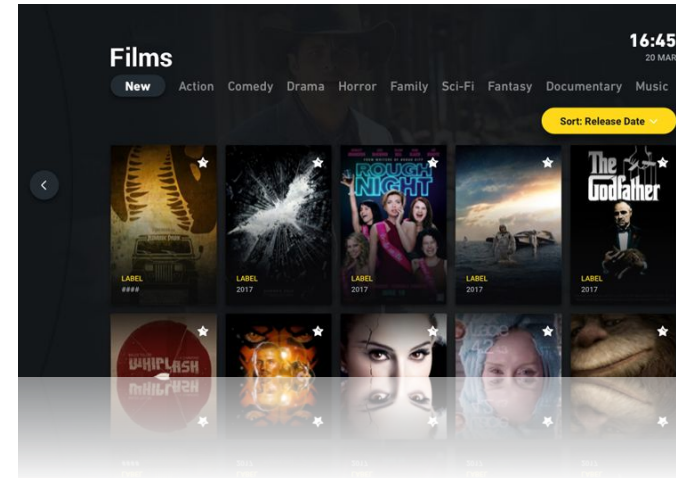 Films
16:45
20 MAR
New Action Comedy Drama Horror Family Sci-Fi Fantasy Documentary Music
Sort: Release Date
ROUGH
NIGHT
The
Godfather
LABEL
####
LABEL
2017
LABEL
2017
LABEL
2017
LABEL
2017
WHIPLASH